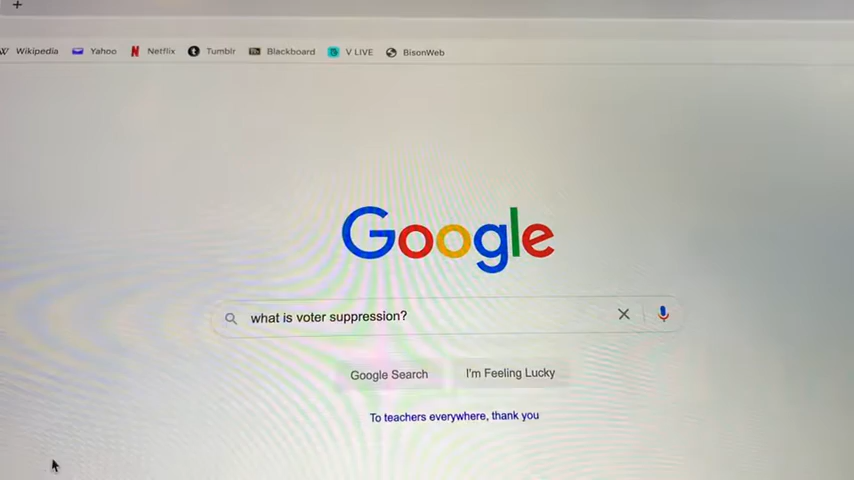 +
Wikipedia Yahoo Netflix Tumblr Blackboard V LIVE BisonWeb
Google
what is voter suppression?
Google Search I'm Feeling Lucky
To teachers everywhere, thank you